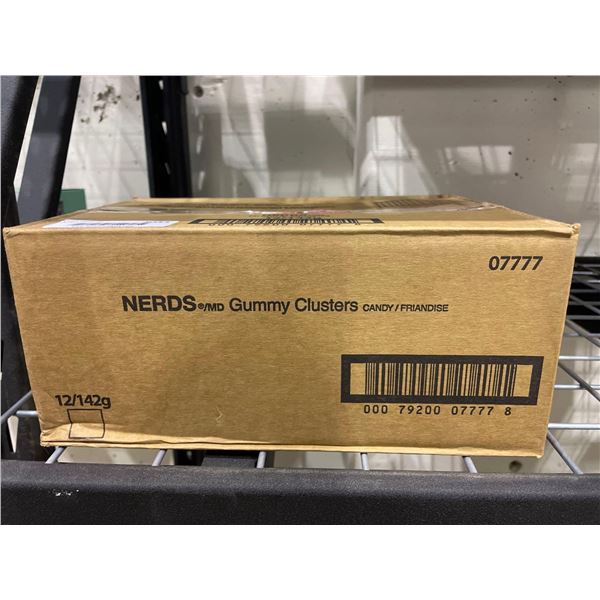 07777
NERDS®/MD Gummy Clusters CANDY / FRIANDISE
12/142g
000 79200 07777 8